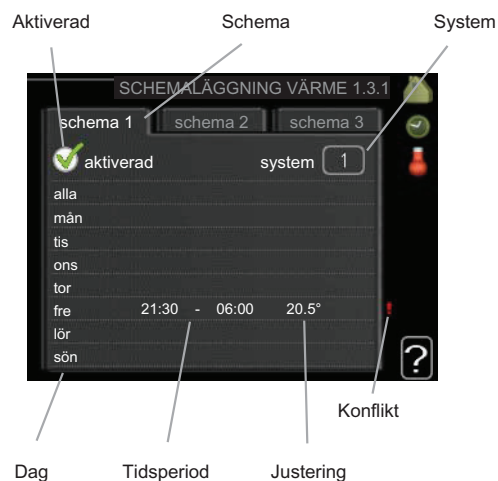 Aktiverad Schema System
SCHEMALÄGGNING VÄRME 1.3.1
schema 1 schema 2 schema 3
aktiverad system 1
alla
mån
tis
ons
tor
fre 21:30 - 06:00 20.5° !
lör
sön
?
Konflikt
Dag Tidsperiod Justering